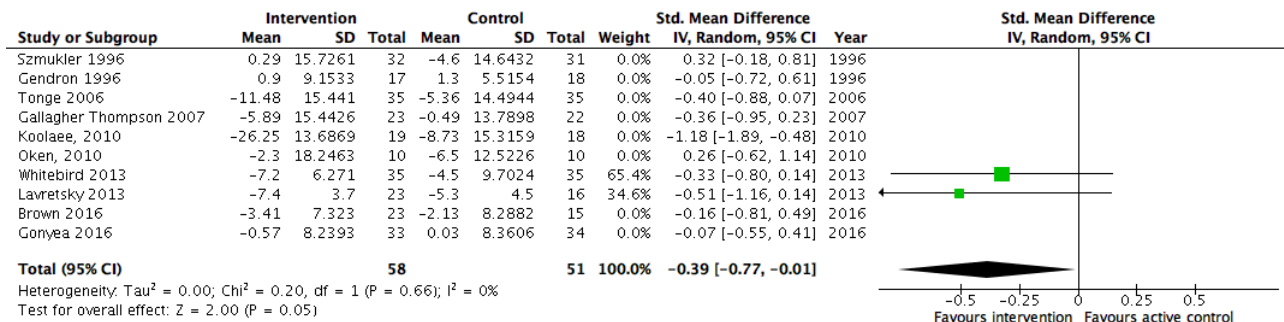 Intervention Control Std. Mean Difference Std. Mean Difference
Study or Subgroup Mean SD Total Mean SD Total Weight IV, Random, 95% CI Year IV, Random, 95% CI
Szmukler 1996 0.29 15.7261 32 -4.6 14.6432 31 0.0% 0.32 [-0.18, 0.81] 1996
Gendron 1996 0.9 9.1533 17 1.3 5.5154 18 0.0% -0.05 [-0.72, 0.61] 1996
Tonge 2006 -11.48 15.441 35 -5.36 14.4944 35 0.0% -0.40 [-0.88, 0.07] 2006
Gallagher Thompson 2007 -5.89 15.4426 23 -0.49 13.7898 22 0.0% -0.36 [-0.95, 0.23] 2007
Koolaee, 2010 -26.25 13.6869 19 -8.73 15.3159 18 0.0% -1.18 [-1.89, -0.48] 2010
Oken, 2010 -2.3 18.2463 10 -6.5 12.5226 10 0.0% 0.26 [-0.62, 1.14] 2010
Whitebird 2013 -7.2 6.271 35 -4.5 9.7024 35 65.4% -0.33 [-0.80, 0.14] 2013
Lavretsky 2013 -7.4 3.7 23 -5.3 4.5 16 34.6% -0.51 [-1.16, 0.14] 2013
Brown 2016 -3.41 7.323 23 -2.13 8.2882 15 0.0% -0.16 [-0.81, 0.49] 2016
Gonyea 2016 -0.57 8.2393 33 0.03 8.3606 34 0.0% -0.07 [-0.55, 0.41] 2016
Total (95% CI) 58 51 100.0% -0.39 [-0.77, -0.01]
Heterogeneity: Tau² = 0.00; Chi² = 0.20, df = 1 (P = 0.66); I² = 0%
Test for overall effect: Z = 2.00 (P = 0.05)
-0.5 -0.25 0 0.25 0.5
Favours intervention Favours active control